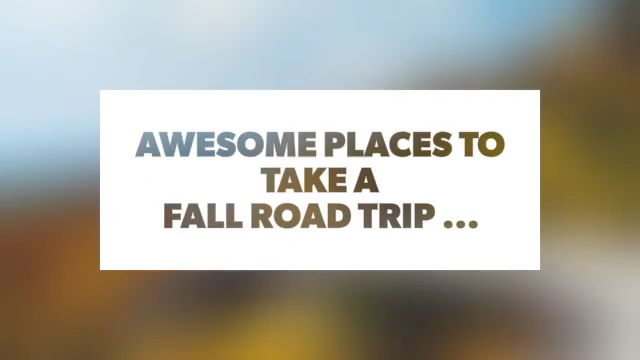 AWESOME PLACES TO
TAKE A
FALL ROAD TRIP ...